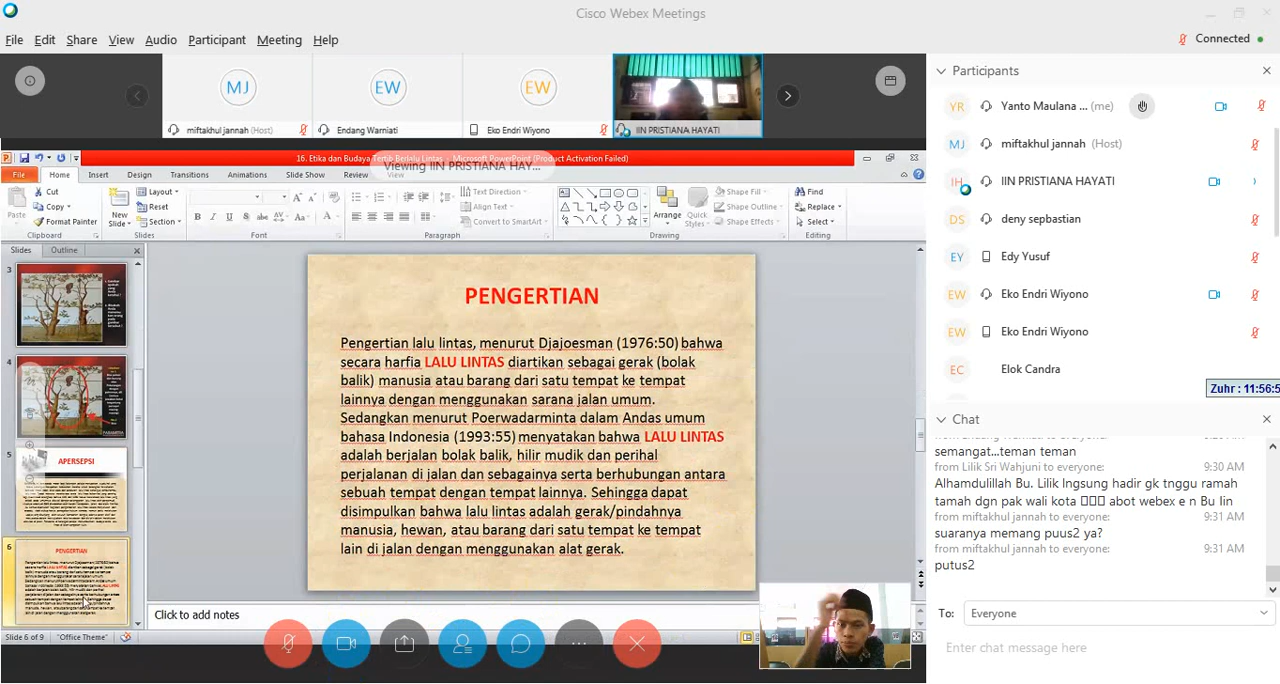 Cisco Webex Meetings
File Edit Share View Audio Participant Meeting Help
Connected
MJ
EW
EW
miftakhul jannah (Host)
Endang Warniati
Eko Endri Wiyono
IIN PRISTIANA HAYATI
16. Etika dan Budaya Tertib Berlalu Lintas - Microsoft PowerPoint (Product Activation Failed)
Viewing IIN PRISTIANA HAY...
File Home Insert Design Transitions Animations Slide Show Review
Paste
Cut
Copy
Format Painter
Clipboard
New Slide
Layout
Reset
Section
Slides
Font
Text Direction
Align Text
Convert to SmartArt
Paragraph
Arrange
Quick Styles
Shape Fill
Shape Outline
Shape Effects
Drawing
Find
Replace
Select
Editing
Slides Outline
3
4
5
APERSEPSI
6
PENGERTIAN
PENGERTIAN
Pengertian lalu lintas, menurut Djajoesman (1976:50) bahwa
secara harfia LALU LINTAS diartikan sebagai gerak (bolak
balik) manusia atau barang dari satu tempat ke tempat
lainnya dengan menggunakan sarana jalan umum.
Sedangkan menurut Poerwadarminta dalam Andas umum
bahasa Indonesia (1993:55) menyatakan bahwa LALU LINTAS
adalah berjalan bolak balik, hilir mudik dan perihal
perjalanan di jalan dan sebagainya serta berhubungan antara
sebuah tempat dengan tempat lainnya. Sehingga dapat
disimpulkan bahwa lalu lintas adalah gerak/pindahnya
manusia, hewan, atau barang dari satu tempat ke tempat
lain di jalan dengan menggunakan alat gerak.
Click to add notes
Slide 6 of 9 "Office Theme"
Participants
YR Yanto Maulana ... (me)
MJ miftakhul jannah (Host)
IH IIN PRISTIANA HAYATI
DS deny sepbastian
EY Edy Yusuf
EW Eko Endri Wiyono
EW Eko Endri Wiyono
EC Elok Candra
Zuhr : 11:56:5
Chat
semangat...teman teman
from Lilik Sri Wahjuni to everyone: 9:30 AM
Alhamdulillah Bu. Lilik lngsung hadir gk tnggu ramah
tamah dgn pak wali kota □□□ abot webex e n Bu Iin
from miftakhul jannah to everyone: 9:31 AM
suaranya memang puus2 ya?
from miftakhul jannah to everyone: 9:31 AM
putus2
To: Everyone
Enter chat message here